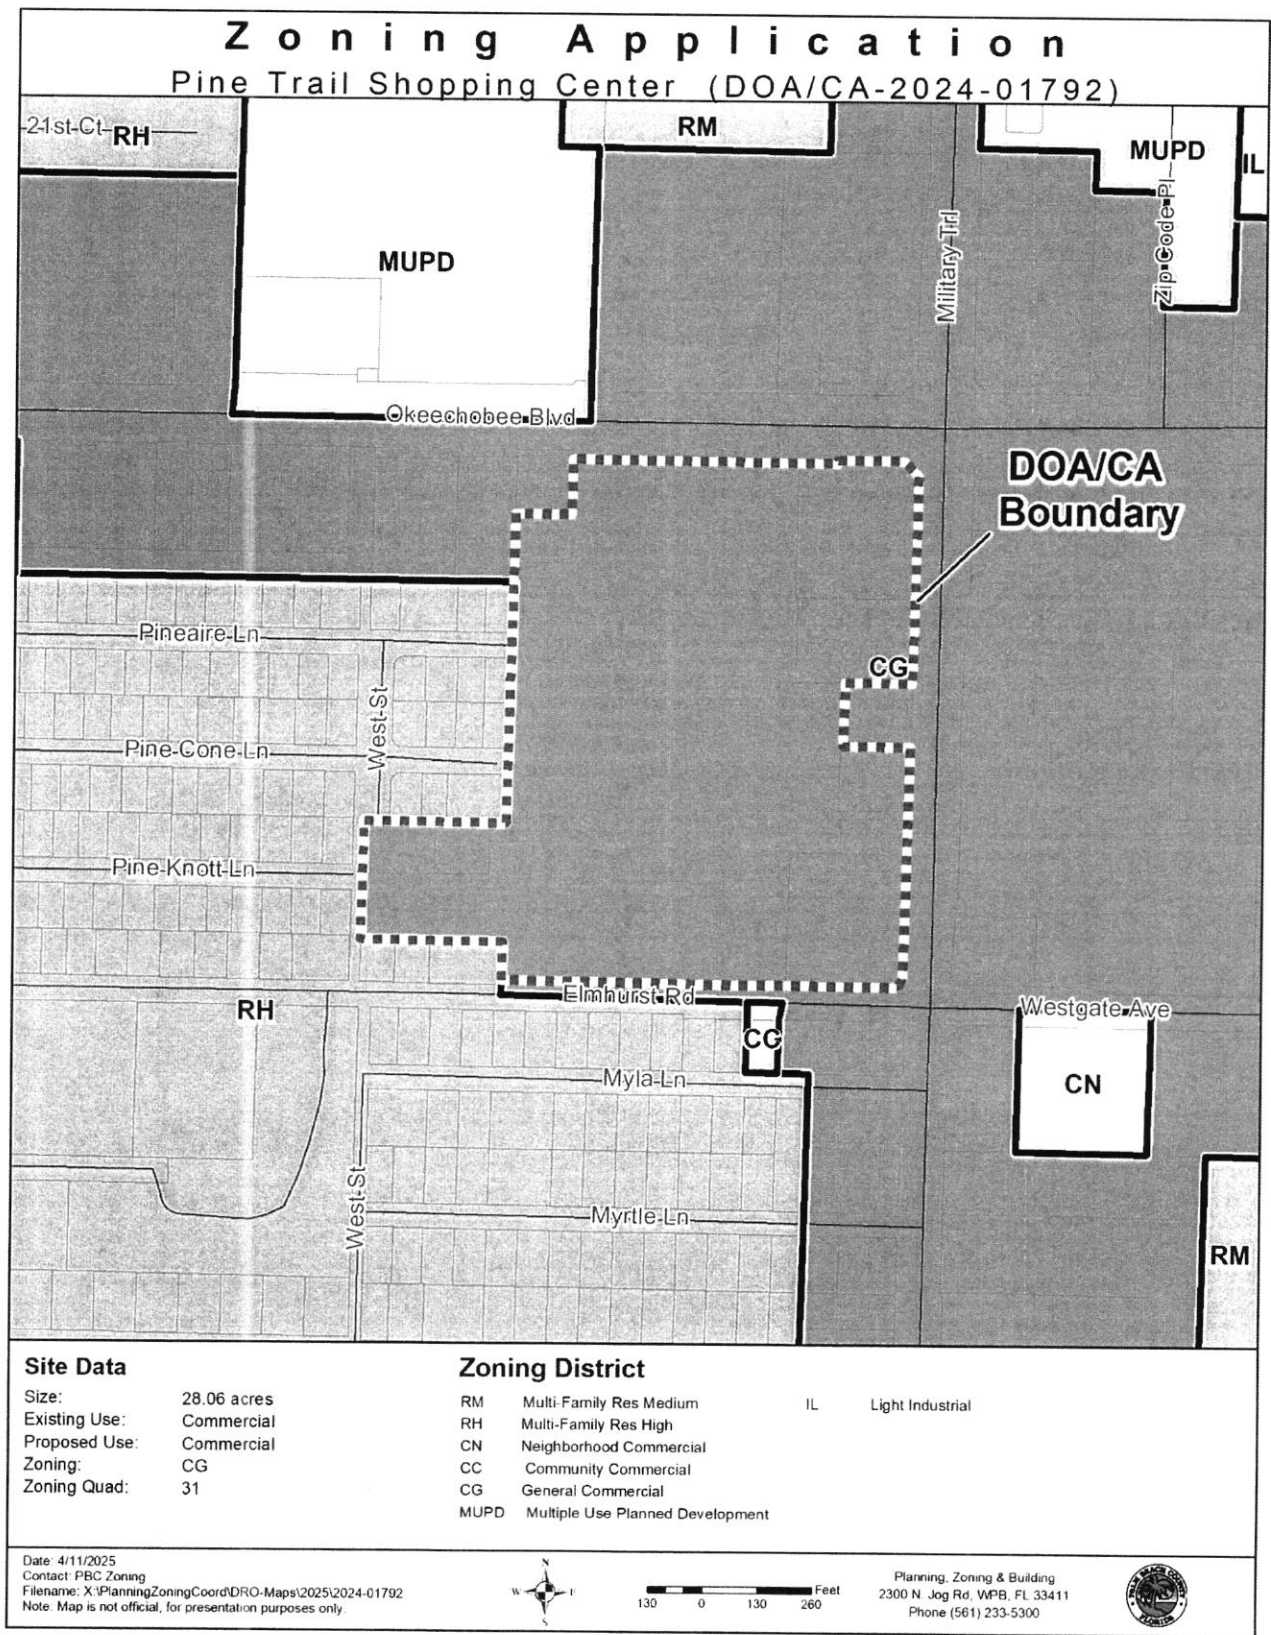 Zoning Application
Pine Trail Shopping Center (DOA/CA-2024-01792)
21st Ct
RH
RM
MUPD
IL
MUPD
Military Trl
Zip Code Pl
Okeechobee Blvd
DOA/CA
Boundary
Pineaire Ln
CG
West St
Pine Cone Ln
Pine Knott Ln
Elmhurst Rd
RH
Westgate Ave
CN
Myla Ln
West St
Myrtle Ln
RM
Site Data
Size: 28.06 acres
Existing Use: Commercial
Proposed Use: Commercial
Zoning: CG
Zoning Quad: 31
Zoning District
RM Multi-Family Res Medium
RH Multi-Family Res High
CN Neighborhood Commercial
CC Community Commercial
CG General Commercial
MUPD Multiple Use Planned Development
IL Light Industrial
Date: 4/11/2025
Contact: PBC Zoning
Filename: X:\PlanningZoningCoord\DRO-Maps\2025\2024-01792
Note: Map is not official, for presentation purposes only.
N
W E
S
Feet
130 0 130 260
Planning, Zoning & Building
2300 N. Jog Rd, WPB, FL 33411
Phone (561) 233-5300
PALM BEACH COUNTY
FLORIDA